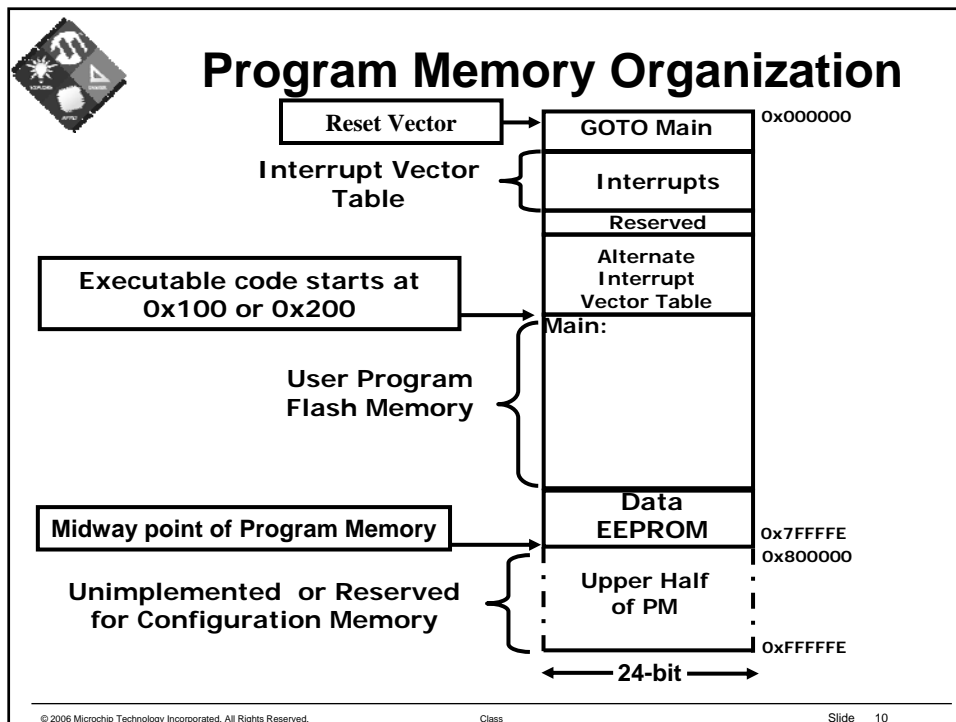 Program Memory Organization
Reset Vector
GOTO Main
0x000000
Interrupt Vector
Table
Interrupts
Reserved
Executable code starts at
0x100 or 0x200
Alternate
Interrupt
Vector Table
Main:
User Program
Flash Memory
Data
EEPROM
Midway point of Program Memory
0x7FFFFE
0x800000
Unimplemented or Reserved
for Configuration Memory
Upper Half
of PM
0xFFFFFE
24-bit
© 2006 Microchip Technology Incorporated. All Rights Reserved.
Class
Slide 10